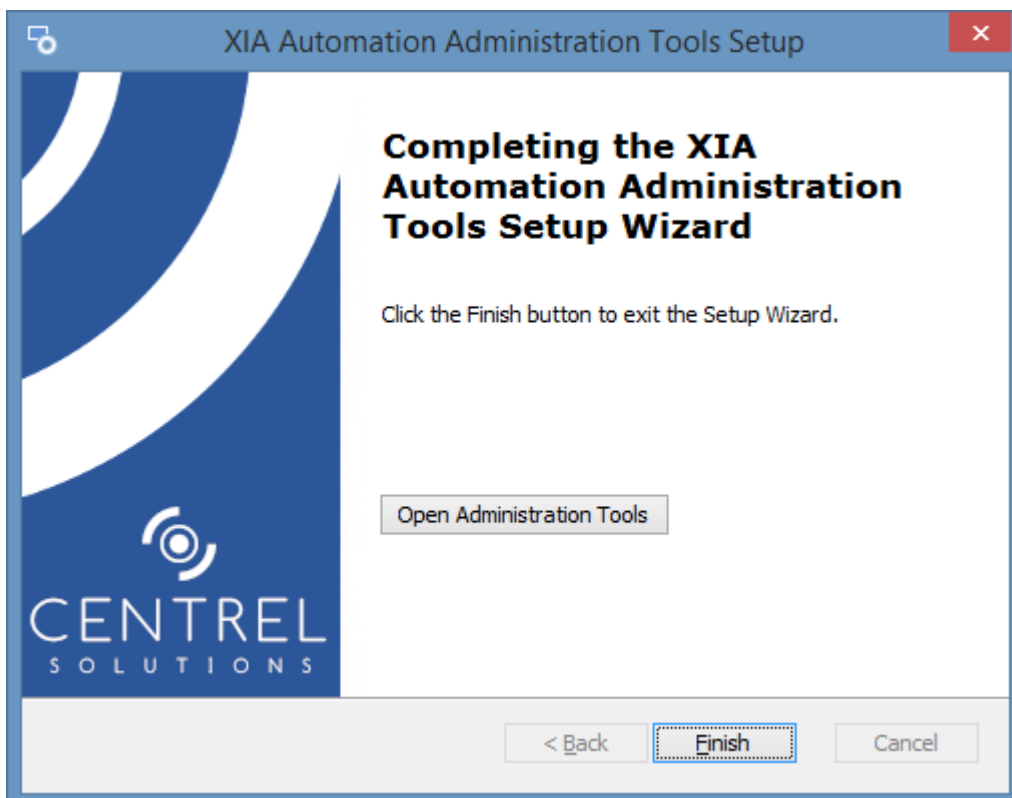 XIA Automation Administration Tools Setup
Completing the XIA
Automation Administration
Tools Setup Wizard
Click the Finish button to exit the Setup Wizard.
Open Administration Tools
CENTREL
SOLUTIONS
< Back
Finish
Cancel